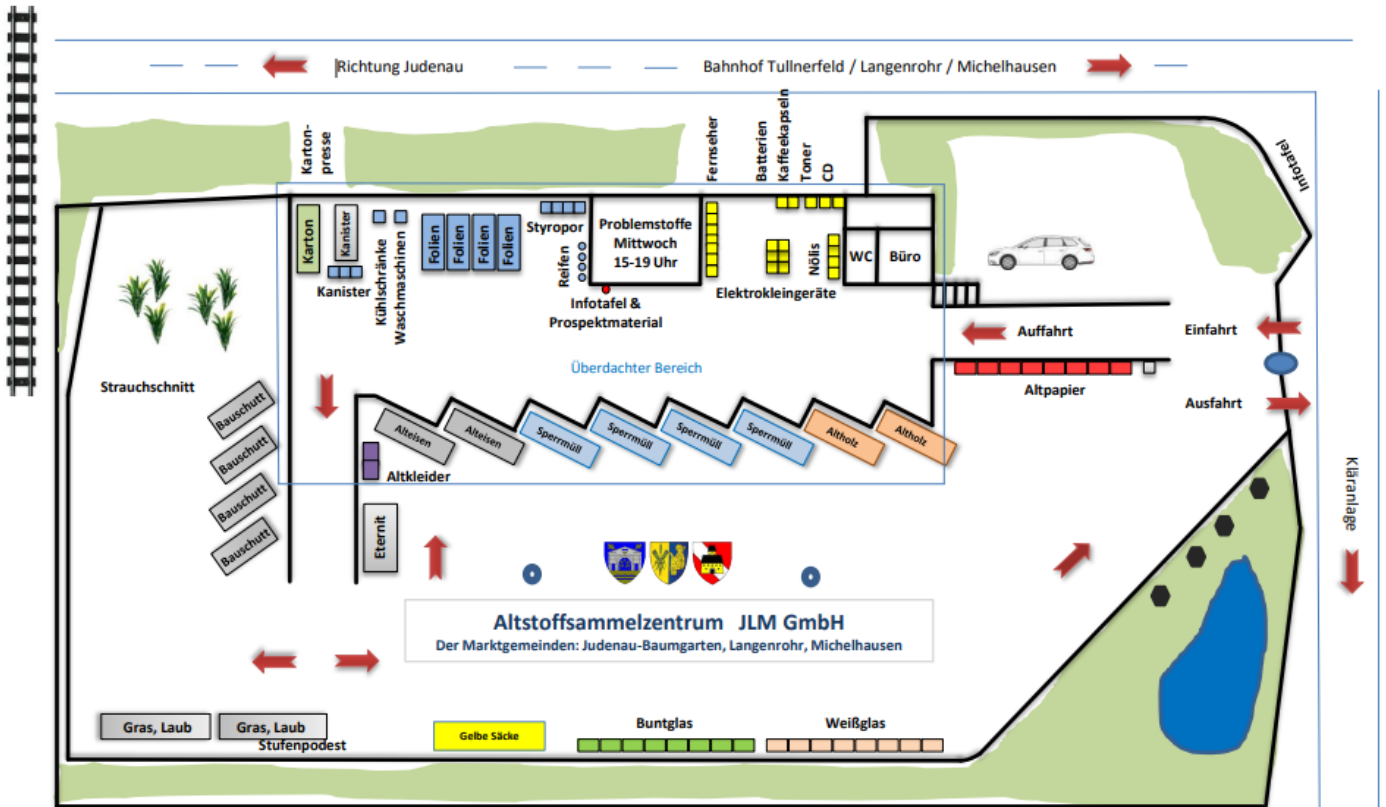 Richtung Judenau
Bahnhof Tullnerfeld / Langenrohr / Michelhausen
Karton-
presse
Fernseher
Batterien
Kaffeekapseln
Toner
CD
Infotafel
Karton
Kanister
Kanister
Kühlschränke
Waschmaschinen
Folien
Folien
Folien
Folien
Styropor
Reifen
Problemstoffe
Mittwoch
15-19 Uhr
Infotafel &
Prospektmaterial
Elektrokleingeräte
Nölis
WC
Büro
Auffahrt
Einfahrt
Überdachter Bereich
Altpapier
Ausfahrt
Strauchschnitt
Bauschutt
Bauschutt
Bauschutt
Bauschutt
Alteisen
Alteisen
Sperrmüll
Sperrmüll
Sperrmüll
Sperrmüll
Altholz
Altholz
Altkleider
Eternit
Kläranlage
Altstoffsammelzentrum JLM GmbH
Der Marktgemeinden: Judenau-Baumgarten, Langenrohr, Michelhausen
Gras, Laub
Gras, Laub
Stufenpodest
Gelbe Säcke
Buntglas
Weißglas